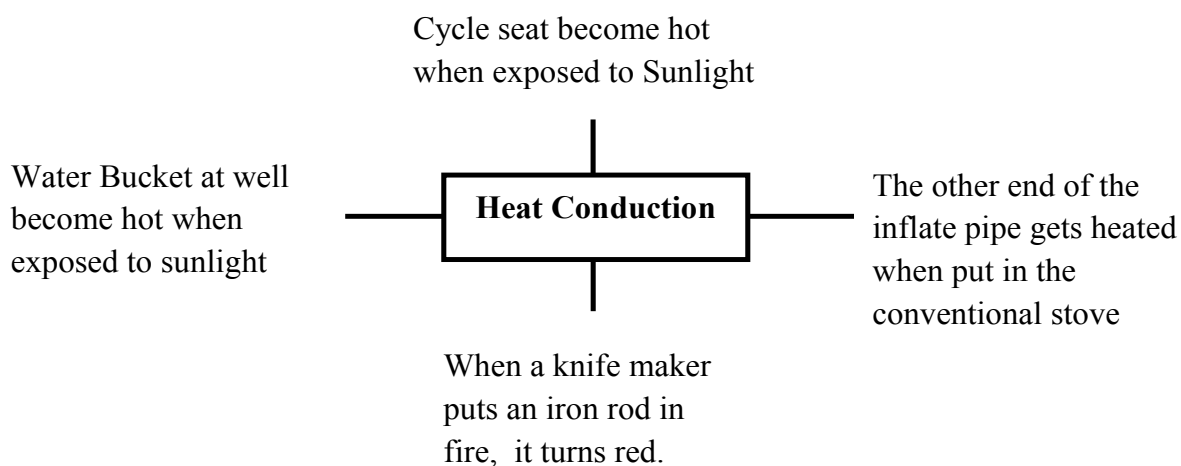 Cycle seat become hot
when exposed to Sunlight
Water Bucket at well
become hot when
exposed to sunlight
Heat Conduction
The other end of the
inflate pipe gets heated
when put in the
conventional stove
When a knife maker
puts an iron rod in
fire, it turns red.